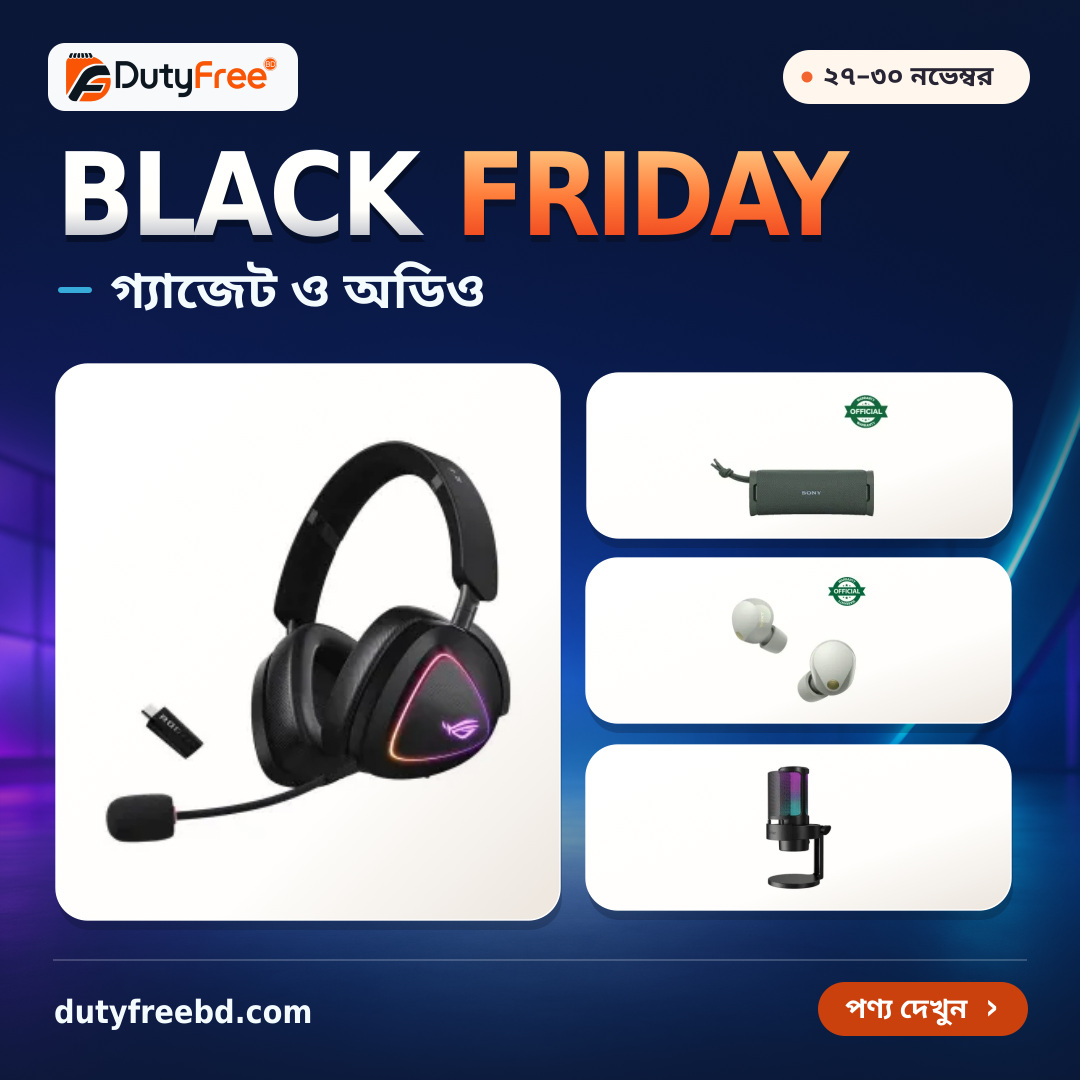 DutyFree BD
২৭–৩০ নভেম্বর
BLACK FRIDAY
গ্যাজেট ও অডিও
OFFICIAL
SONY
OFFICIAL
dutyfreebd.com
পণ্য দেখুন